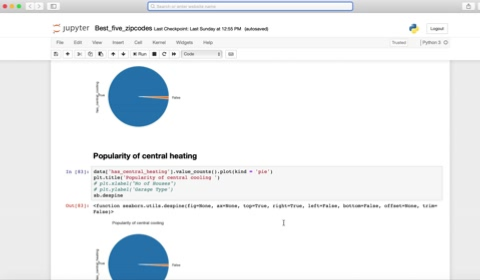 Search or enter website name
jupyter Best_five_zipcodes Last Checkpoint: Last Sunday at 12:55 PM (autosaved)
Logout
File Edit View Insert Cell Kernel Widgets Help
Trusted
Python 3
Run
Code
has_central_cooling
True
False
Popularity of central heating
In [83]:
data['has_central_heating'].value_counts().plot(kind = 'pie')
plt.title('Popularity of central cooling ')
# plt.xlabel("No of Houses")
# plt.ylabel('Garage Type')
sb.despine
Out[83]:
<function seaborn.utils.despine(fig=None, ax=None, top=True, right=True, left=False, bottom=False, offset=None, trim=
False)>
Popularity of central cooling
True
False